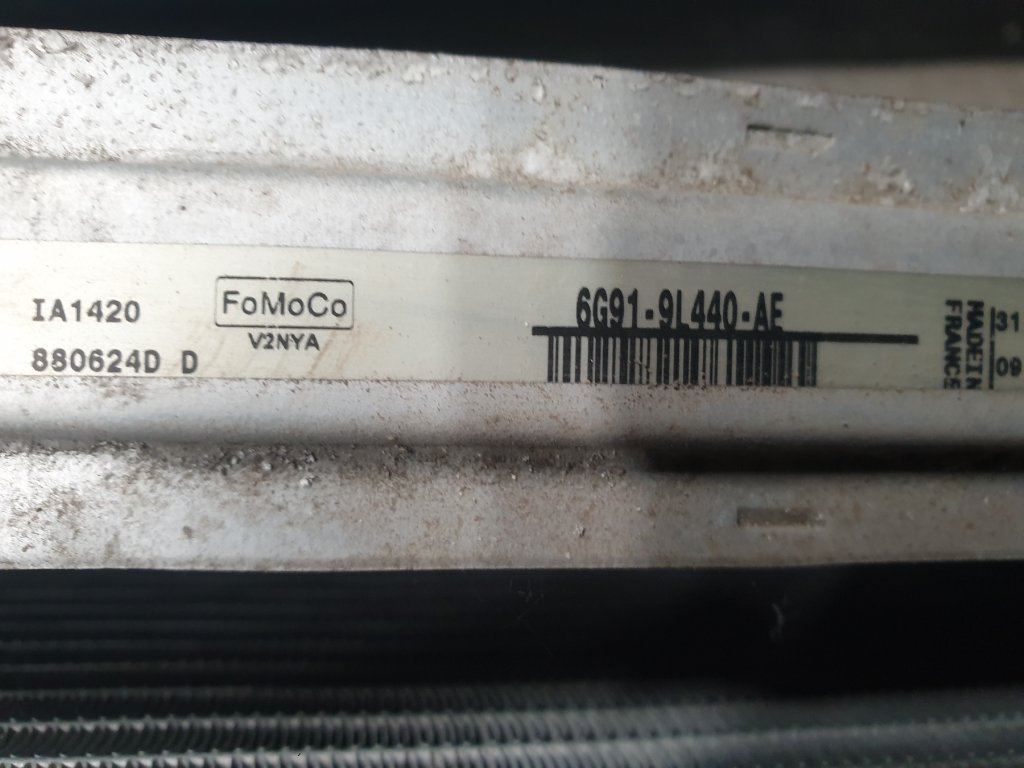 IA1420
880624D D
FoMoCo
V2NYA
6G91-9L440-AE
MADE IN
FRANCE
31
09